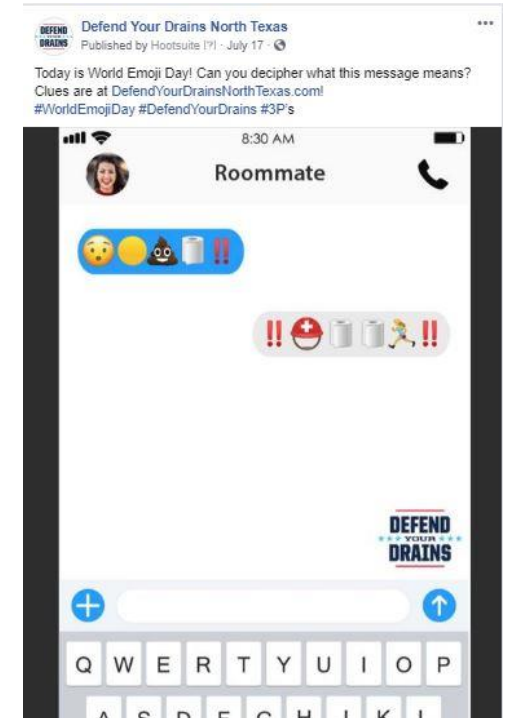 DEFEND
YOUR
DRAINS
Defend Your Drains North Texas
Published by Hootsuite [?] · July 17 ·
Today is World Emoji Day! Can you decipher what this message means?
Clues are at DefendYourDrainsNorthTexas.com!
#WorldEmojiDay #DefendYourDrains #3P's
8:30 AM
Roommate
😯🟡💩🧻‼️
‼️⛑️🧻🧻🏃‼️
DEFEND
YOUR
DRAINS
Q W E R T Y U I O P
A S D F G H J K L